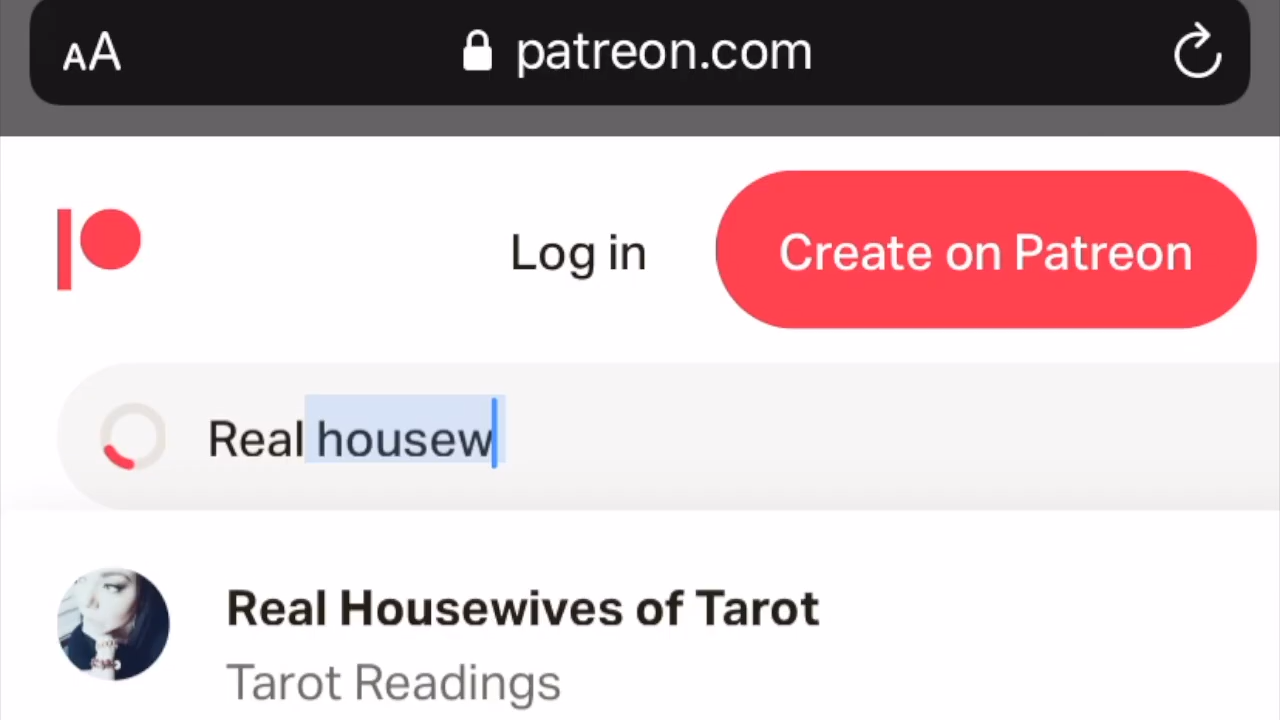 AA patreon.com
Log in Create on Patreon
Real housew
Real Housewives of Tarot
Tarot Readings